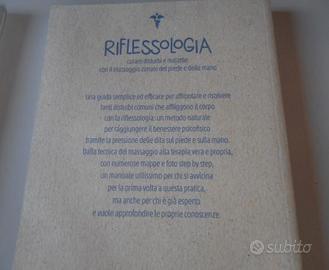 RIFLESSOLOGIA
curare disturbi e malattie
con il massaggio zonale del piede e della mano
Una guida semplice ed efficace per affrontare e risolvere
tanti disturbi comuni che affliggono il corpo
con la riflessologia: un metodo naturale
per raggiungere il benessere psicofisico
tramite la pressione delle dita sul piede e sulla mano.
Dalla tecnica del massaggio alla terapia vera e propria,
con numerose mappe e foto step by step,
un manuale utilissimo per chi si avvicina
per la prima volta a questa pratica,
ma anche per chi è già esperto
e vuole approfondire le proprie conoscenze.
subito